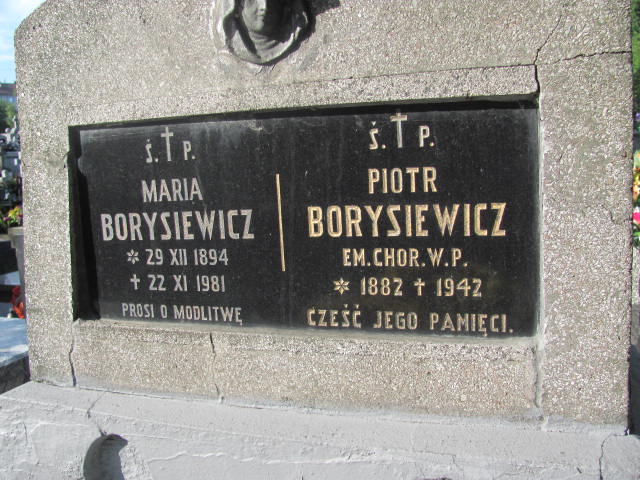 Ś. † P.
MARIA
BORYSIEWICZ
* 29 XII 1894
† 22 XI 1981
PROSI O MODLITWĘ
Ś. † P.
PIOTR
BORYSIEWICZ
EM.CHOR.W.P.
* 1882 † 1942
CZEŚĆ JEGO PAMIĘCI.